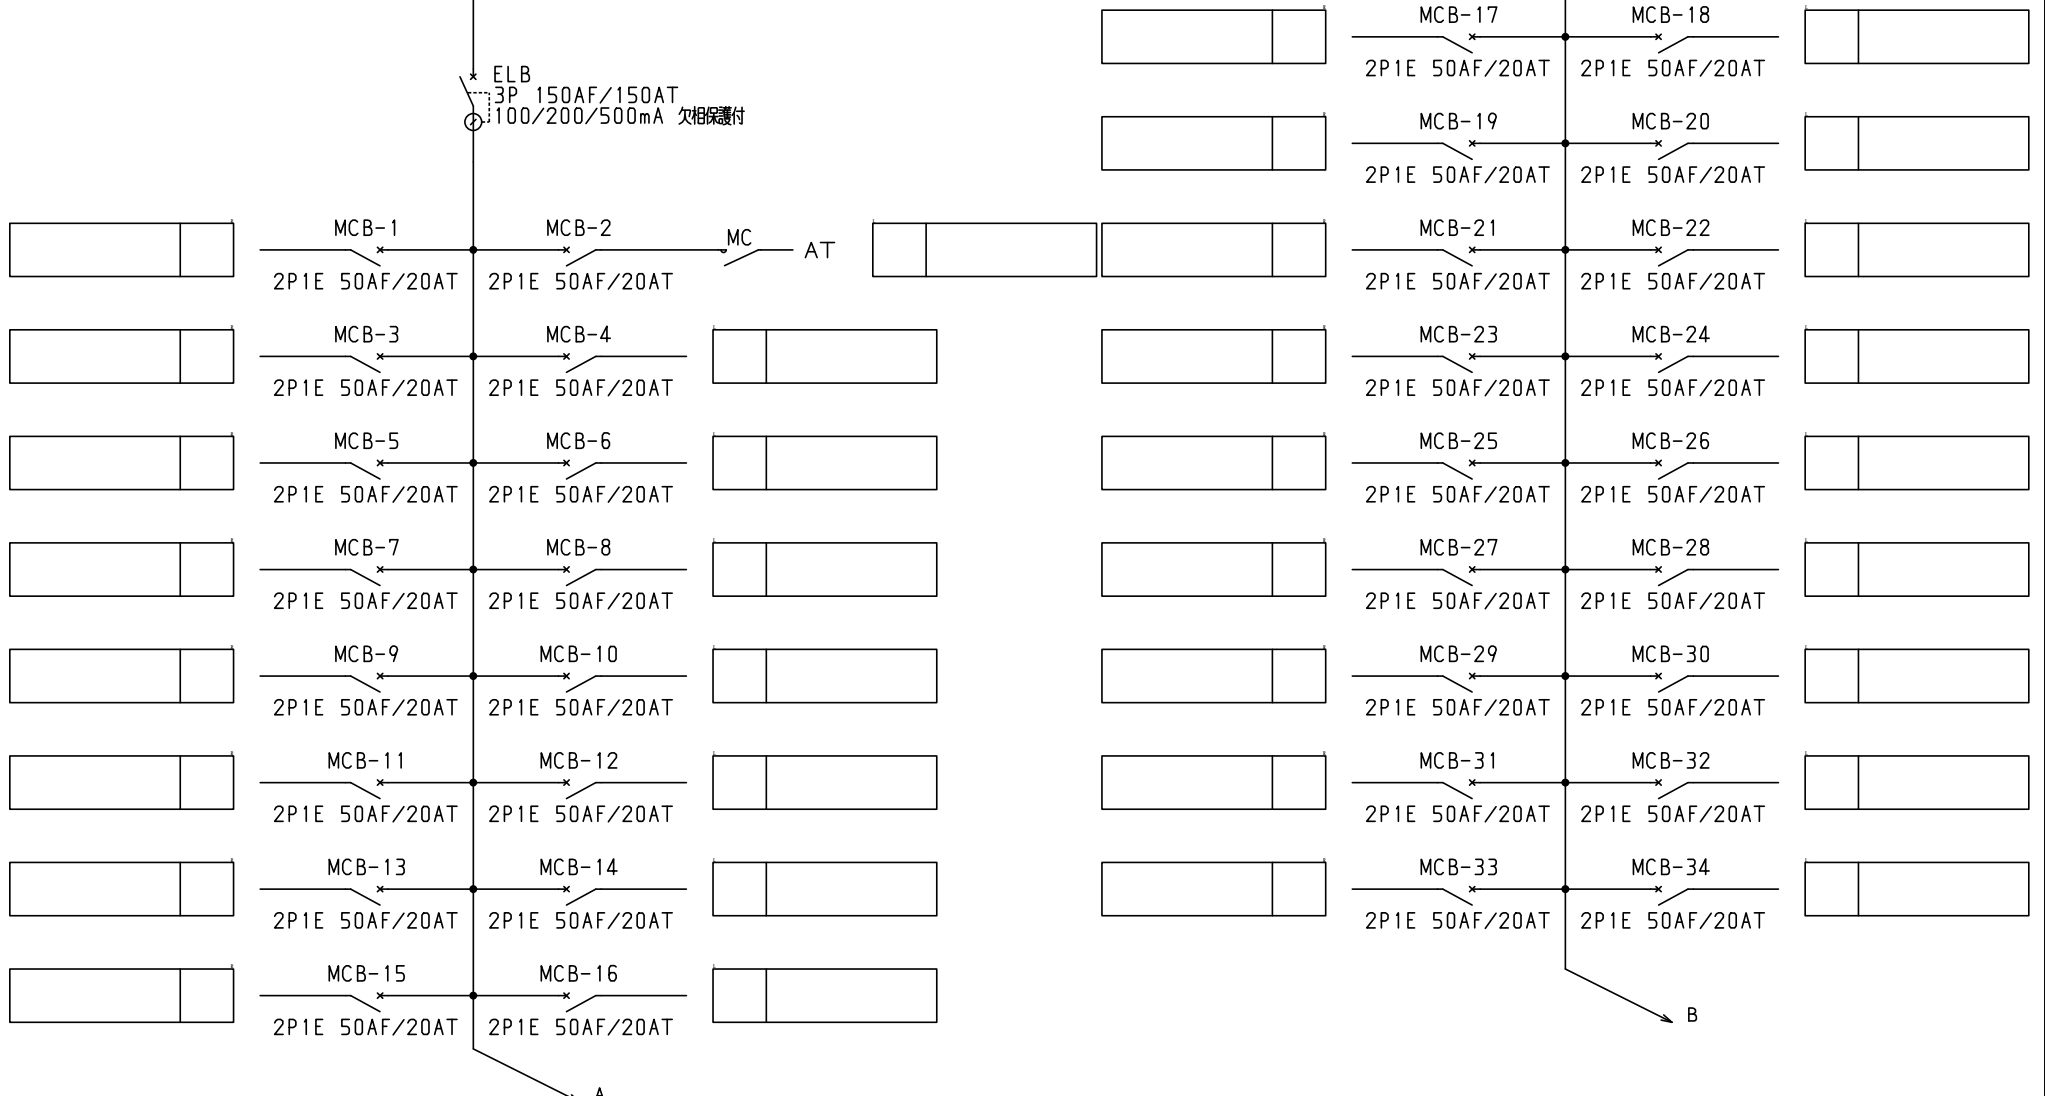 ELB
3P 150AF/150AT
100/200/500mA 欠相保護付
MCB-1 MCB-2 MC AT
2P1E 50AF/20AT 2P1E 50AF/20AT
MCB-3 MCB-4
2P1E 50AF/20AT 2P1E 50AF/20AT
MCB-5 MCB-6
2P1E 50AF/20AT 2P1E 50AF/20AT
MCB-7 MCB-8
2P1E 50AF/20AT 2P1E 50AF/20AT
MCB-9 MCB-10
2P1E 50AF/20AT 2P1E 50AF/20AT
MCB-11 MCB-12
2P1E 50AF/20AT 2P1E 50AF/20AT
MCB-13 MCB-14
2P1E 50AF/20AT 2P1E 50AF/20AT
MCB-15 MCB-16
2P1E 50AF/20AT 2P1E 50AF/20AT
A
MCB-17 MCB-18
2P1E 50AF/20AT 2P1E 50AF/20AT
MCB-19 MCB-20
2P1E 50AF/20AT 2P1E 50AF/20AT
MCB-21 MCB-22
2P1E 50AF/20AT 2P1E 50AF/20AT
MCB-23 MCB-24
2P1E 50AF/20AT 2P1E 50AF/20AT
MCB-25 MCB-26
2P1E 50AF/20AT 2P1E 50AF/20AT
MCB-27 MCB-28
2P1E 50AF/20AT 2P1E 50AF/20AT
MCB-29 MCB-30
2P1E 50AF/20AT 2P1E 50AF/20AT
MCB-31 MCB-32
2P1E 50AF/20AT 2P1E 50AF/20AT
MCB-33 MCB-34
2P1E 50AF/20AT 2P1E 50AF/20AT
B